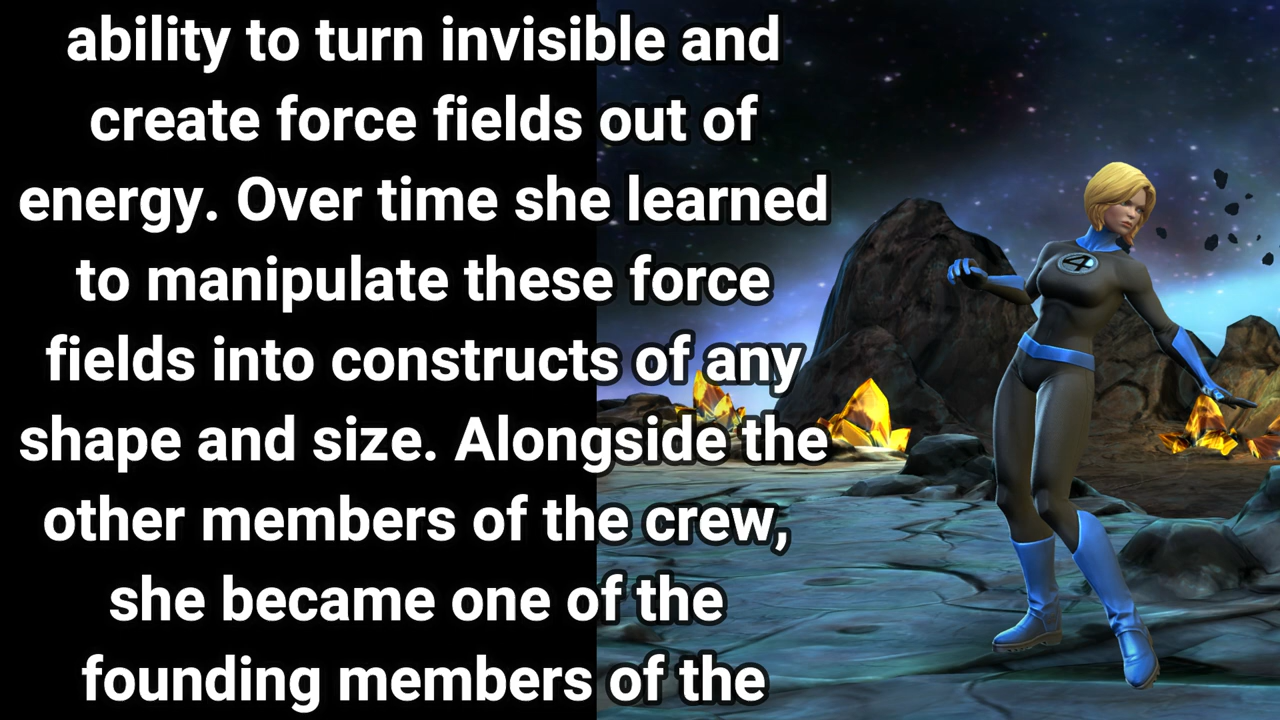 ability to turn invisible and
create force fields out of
energy. Over time she learned
to manipulate these force
fields into constructs of any
shape and size. Alongside the
other members of the crew,
she became one of the
founding members of the
4